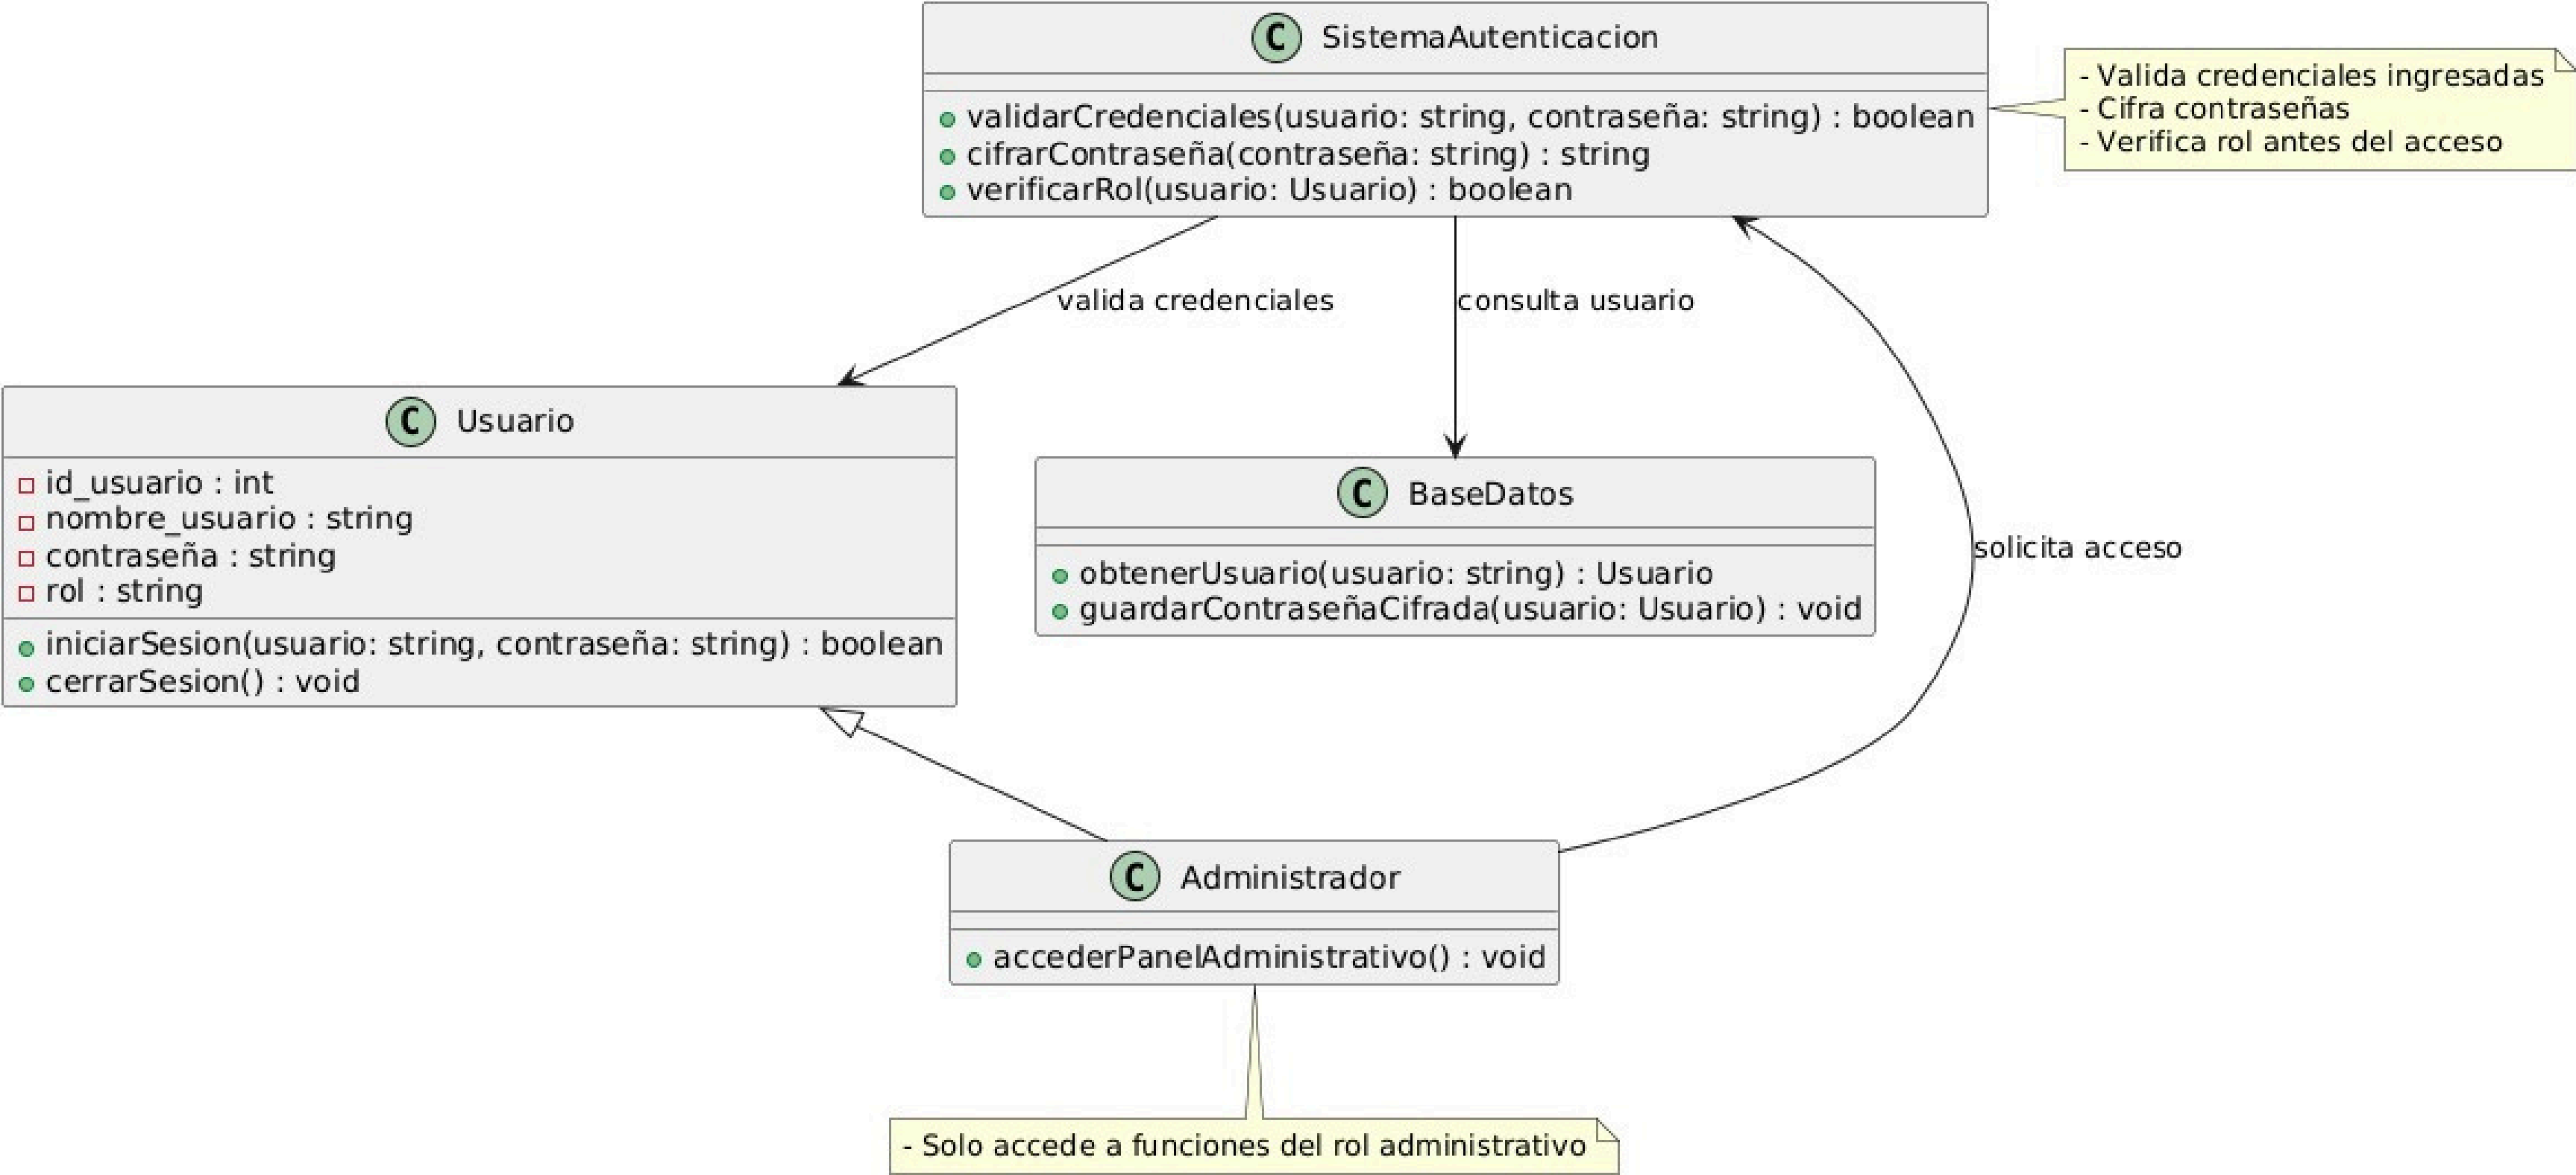 C SistemaAutenticacion
validarCredenciales(usuario: string, contraseña: string) : boolean
cifrarContraseña(contraseña: string) : string
verificarRol(usuario: Usuario) : boolean
- Valida credenciales ingresadas
- Cifra contraseñas
- Verifica rol antes del acceso
valida credenciales
consulta usuario
C Usuario
id_usuario : int
nombre_usuario : string
contraseña : string
rol : string
iniciarSesion(usuario: string, contraseña: string) : boolean
cerrarSesion() : void
C BaseDatos
obtenerUsuario(usuario: string) : Usuario
guardarContraseñaCifrada(usuario: Usuario) : void
solicita acceso
C Administrador
accederPanelAdministrativo() : void
- Solo accede a funciones del rol administrativo